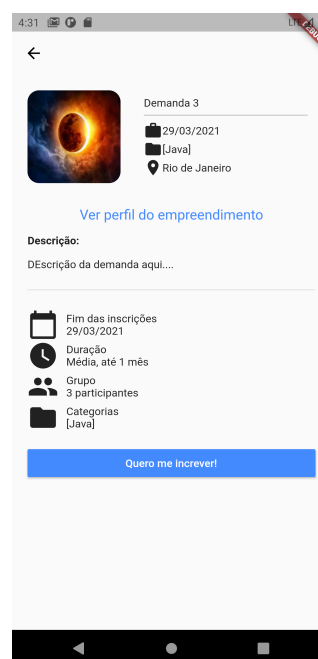 4:31
LTE
Demanda 3
29/03/2021
[Java]
Rio de Janeiro
Ver perfil do empreendimento
Descrição:
DEscrição da demanda aqui....
Fim das inscrições
29/03/2021
Duração
Média, até 1 mês
Grupo
3 participantes
Categorias
[Java]
Quero me increver!